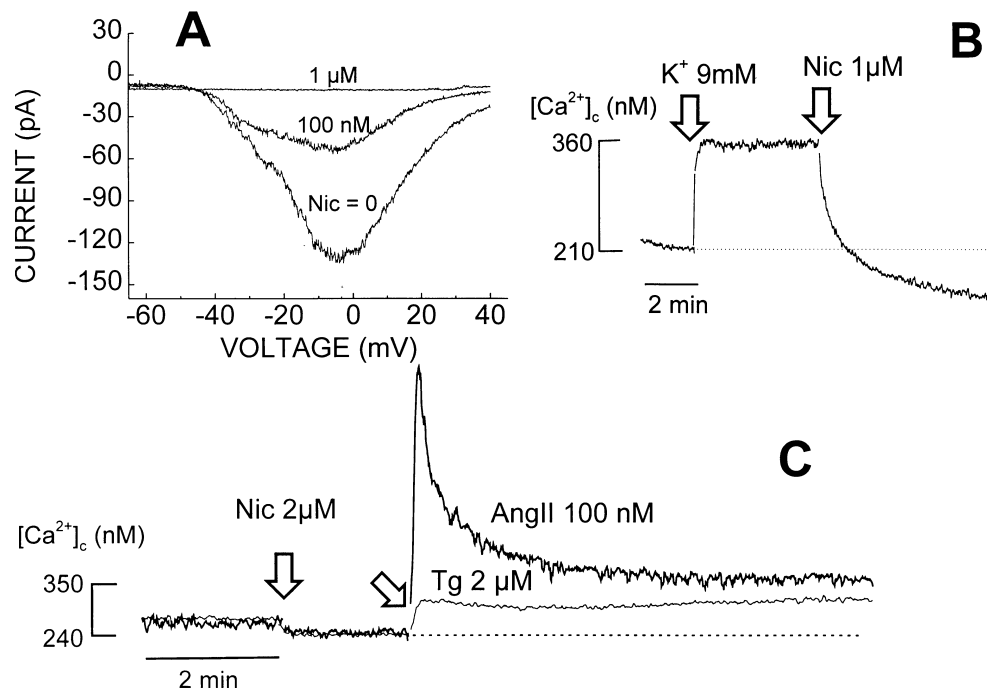 A
30
0
-30
-60
-90
-120
-150
CURRENT (pA)
1 µM
100 nM
Nic = 0
-60 -40 -20 0 20 40
VOLTAGE (mV)
B
K⁺ 9mM
Nic 1µM
[Ca²⁺]c (nM)
360
210
2 min
C
Nic 2µM
AngII 100 nM
[Ca²⁺]c (nM)
Tg 2 µM
350
240
2 min